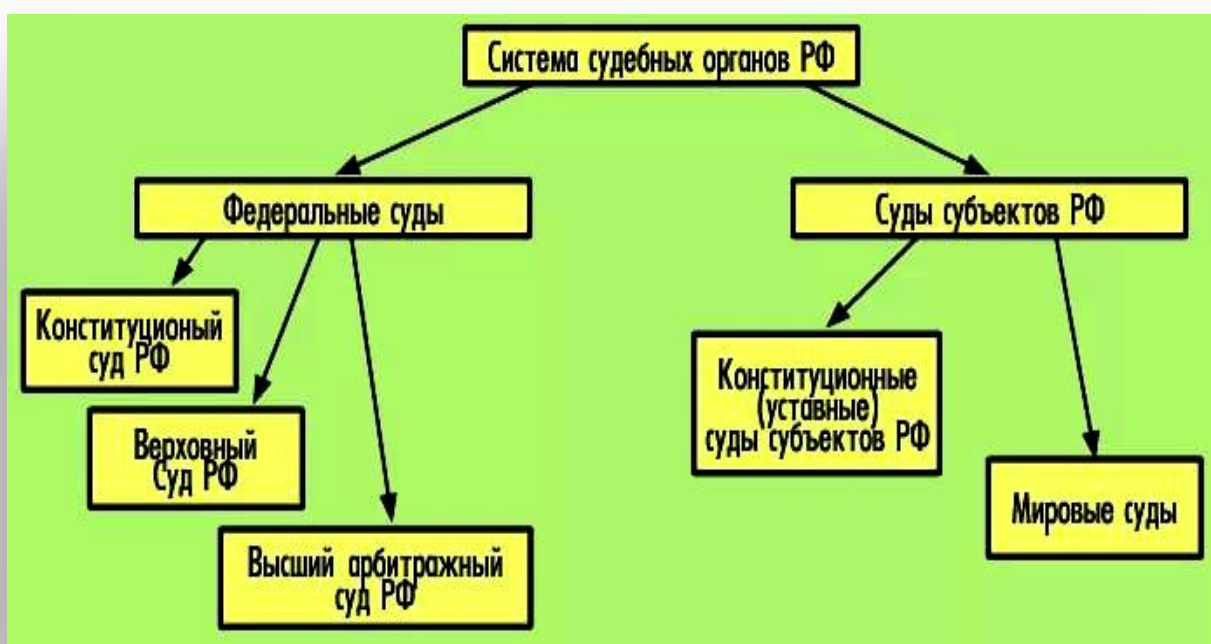 Система судебных органов РФ
Федеральные суды
Суды субъектов РФ
Конституционый
суд РФ
Верховный
Суд РФ
Высший арбитражный
суд РФ
Конституционные
(уставные)
суды субъектов РФ
Мировые суды